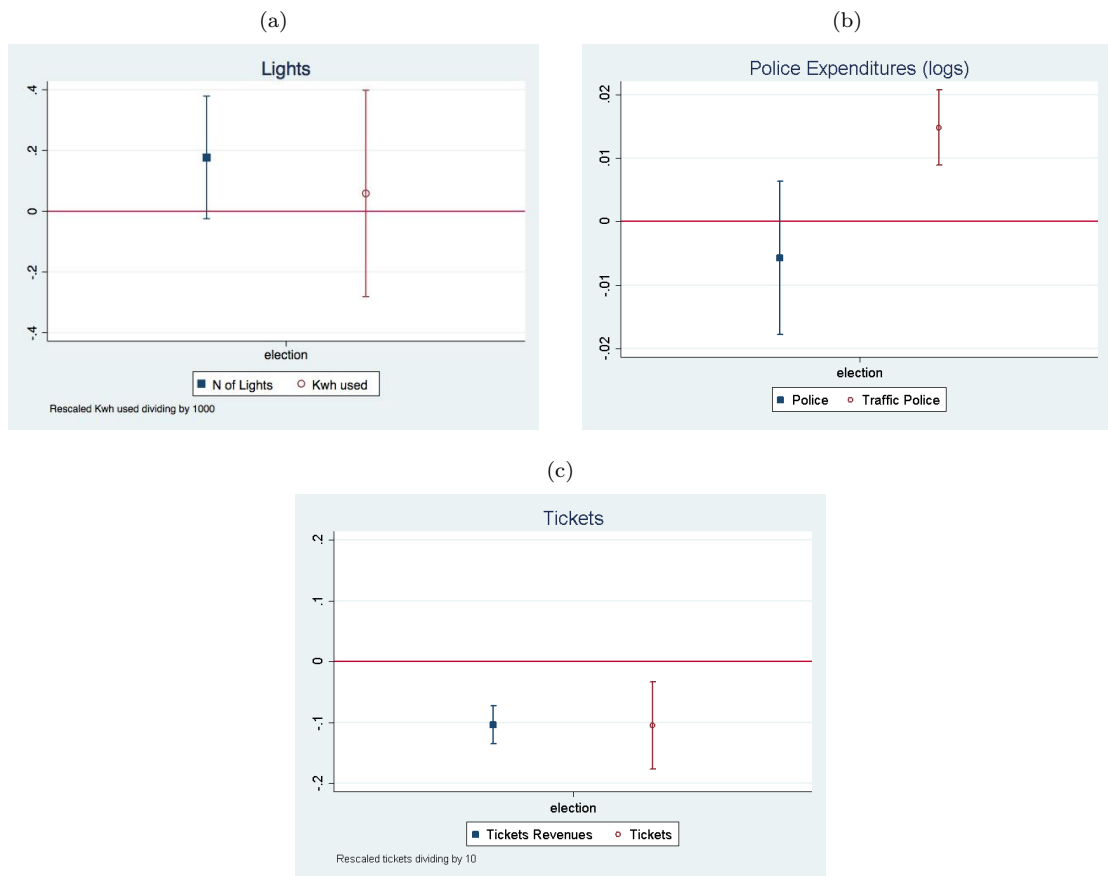 (a)
Lights
.4
.2
0
-.2
-.4
election
N of Lights Kwh used
Rescaled Kwh used dividing by 1000
(b)
Police Expenditures (logs)
.02
.01
0
-.01
-.02
election
Police Traffic Police
(c)
Tickets
.2
.1
0
-.1
-.2
election
Tickets Revenues Tickets
Rescaled tickets dividing by 10